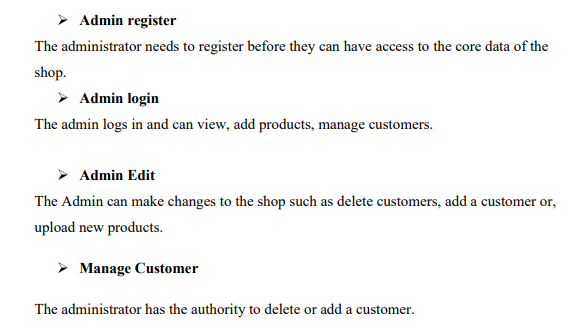 ➢ Admin register
The administrator needs to register before they can have access to the core data of the
shop.
➢ Admin login
The admin logs in and can view, add products, manage customers.
➢ Admin Edit
The Admin can make changes to the shop such as delete customers, add a customer or,
upload new products.
➢ Manage Customer
The administrator has the authority to delete or add a customer.